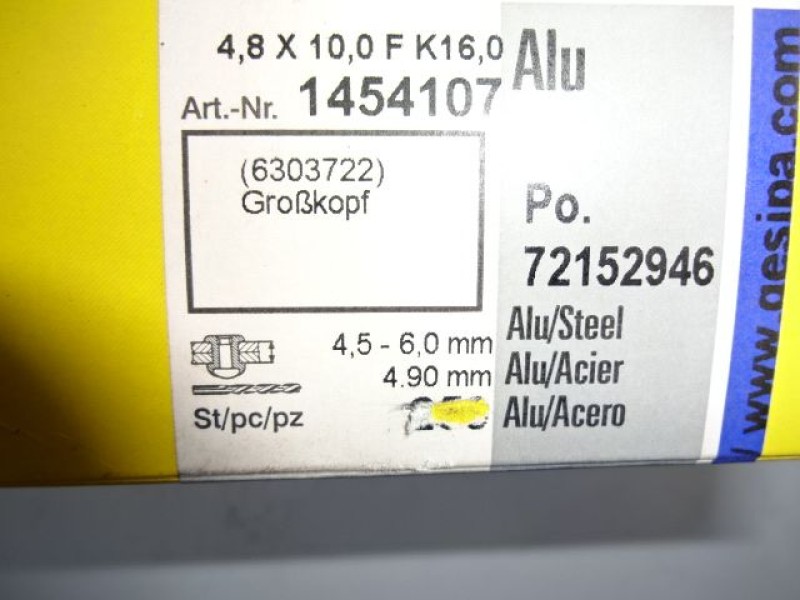 4,8 X 10,0 F K16,0
Alu
Art.-Nr. 1454107
(6303722)
Großkopf
Po.
72152946
4,5 - 6,0 mm
4.90 mm
St/pc/pz
Alu/Steel
Alu/Acier
Alu/Acero
www.gesipa.com